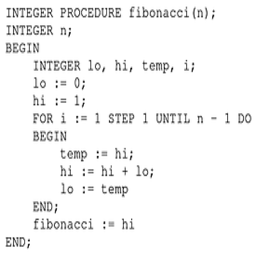 INTEGER PROCEDURE fibonacci(n);
INTEGER n;
BEGIN
    INTEGER lo, hi, temp, i;
    lo := 0;
    hi := 1;
    FOR i := 1 STEP 1 UNTIL n - 1 DO
    BEGIN
        temp := hi;
        hi := hi + lo;
        lo := temp
    END;
    fibonacci := hi
END;